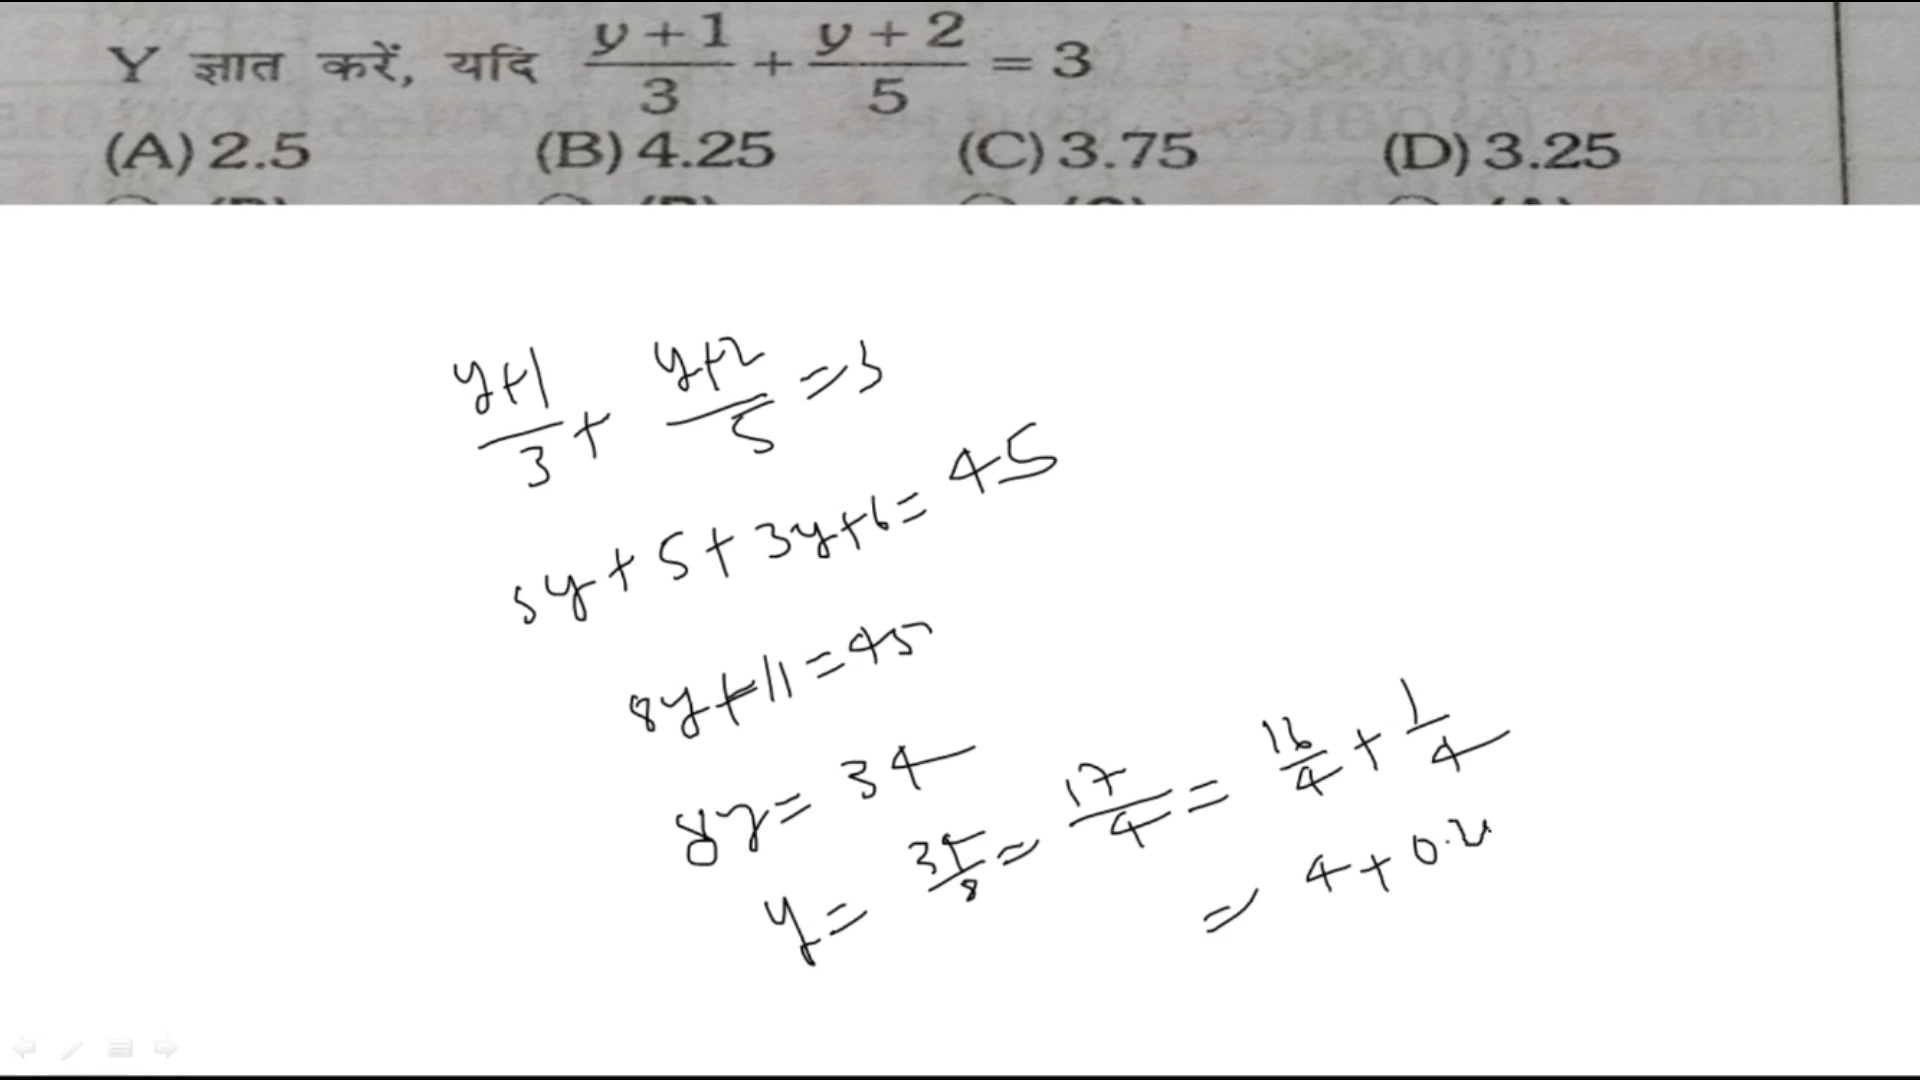 Y ज्ञात करें, यदि (y+1)/3 + (y+2)/5 = 3
(A) 2.5 (B) 4.25 (C) 3.75 (D) 3.25
(y+1)/3 + (y+2)/5 = 3
5y+5+3y+6=45
8y+11=45
8y=34
y=34/8=17/4=16/4+1/4
=4+0.2